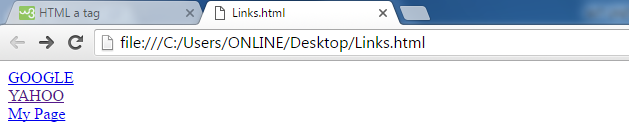 HTML a tag
Links.html
file:///C:/Users/ONLINE/Desktop/Links.html
GOOGLE
YAHOO
My Page